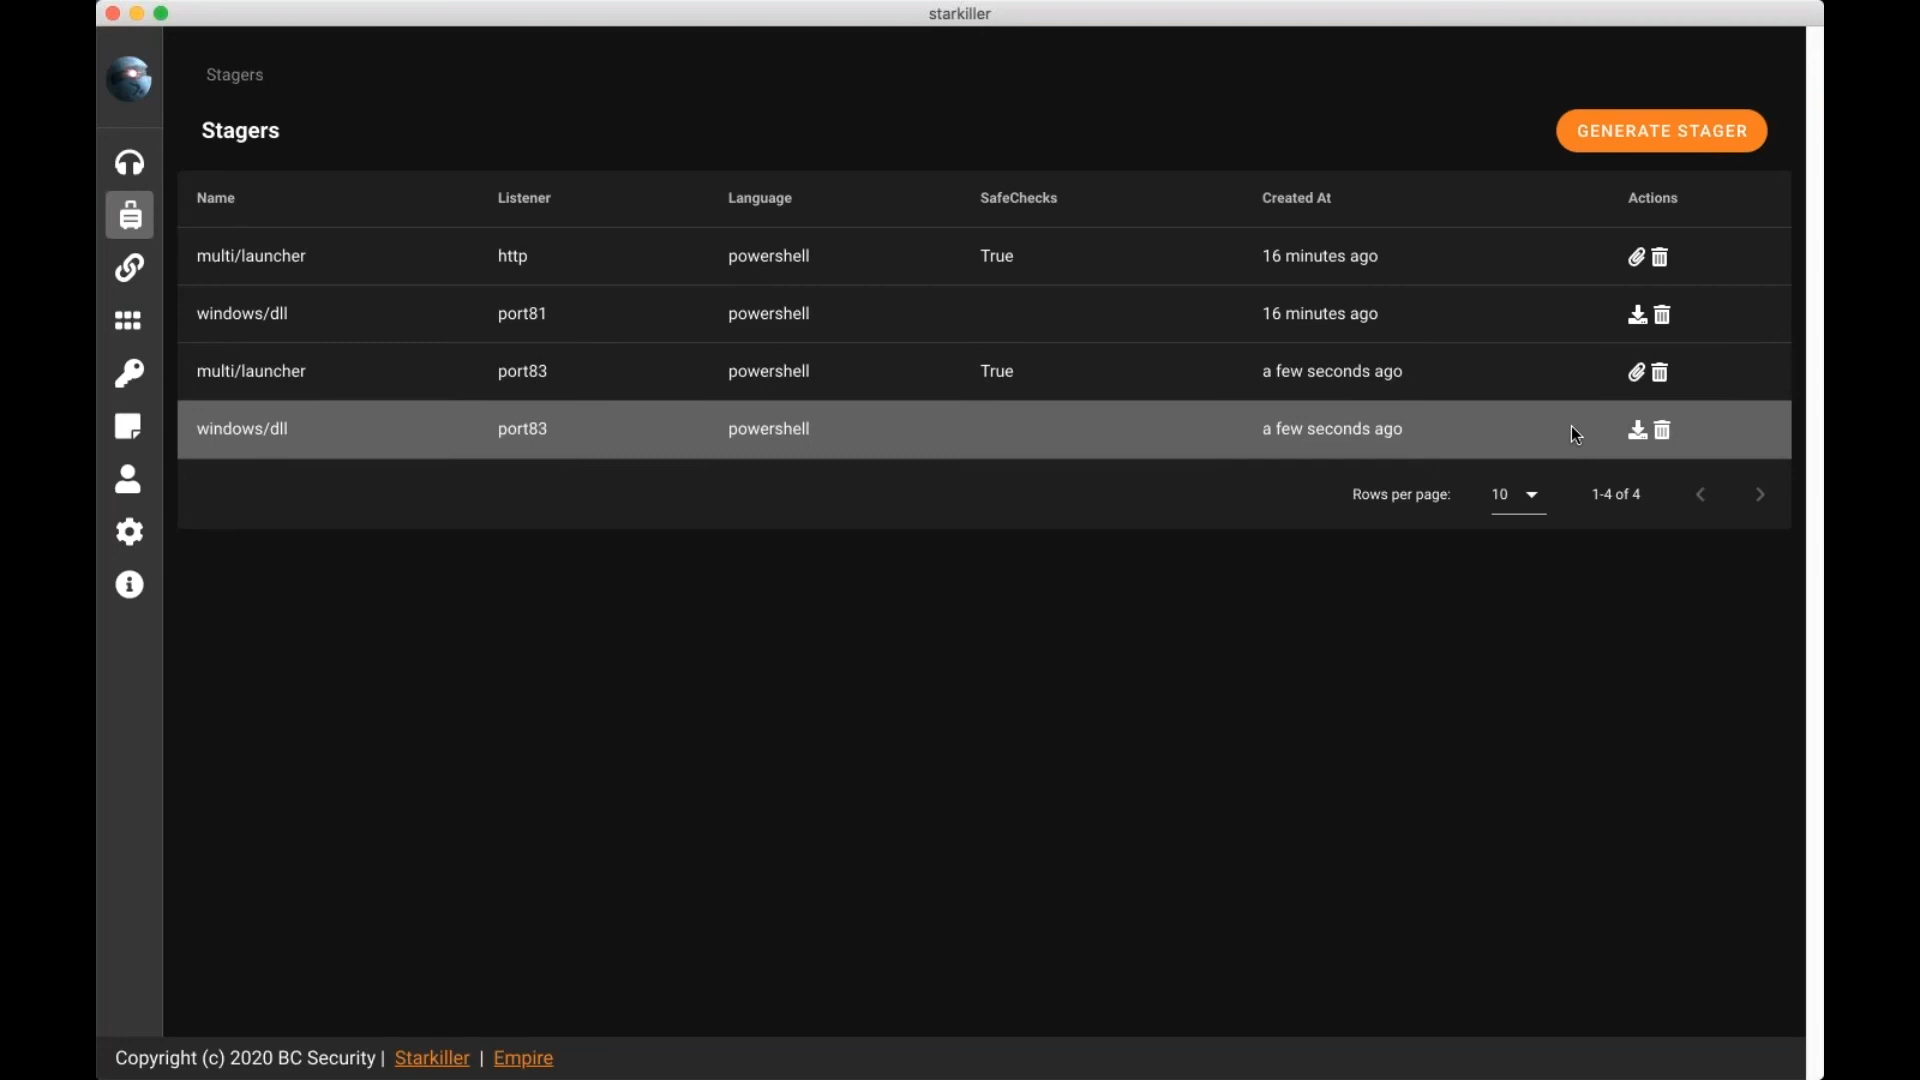 starkiller
Stagers
Stagers
GENERATE STAGER
Name Listener Language SafeChecks Created At Actions
multi/launcher http powershell True 16 minutes ago
windows/dll port81 powershell 16 minutes ago
multi/launcher port83 powershell True a few seconds ago
windows/dll port83 powershell a few seconds ago
Rows per page: 10 1-4 of 4
Copyright (c) 2020 BC Security | Starkiller | Empire